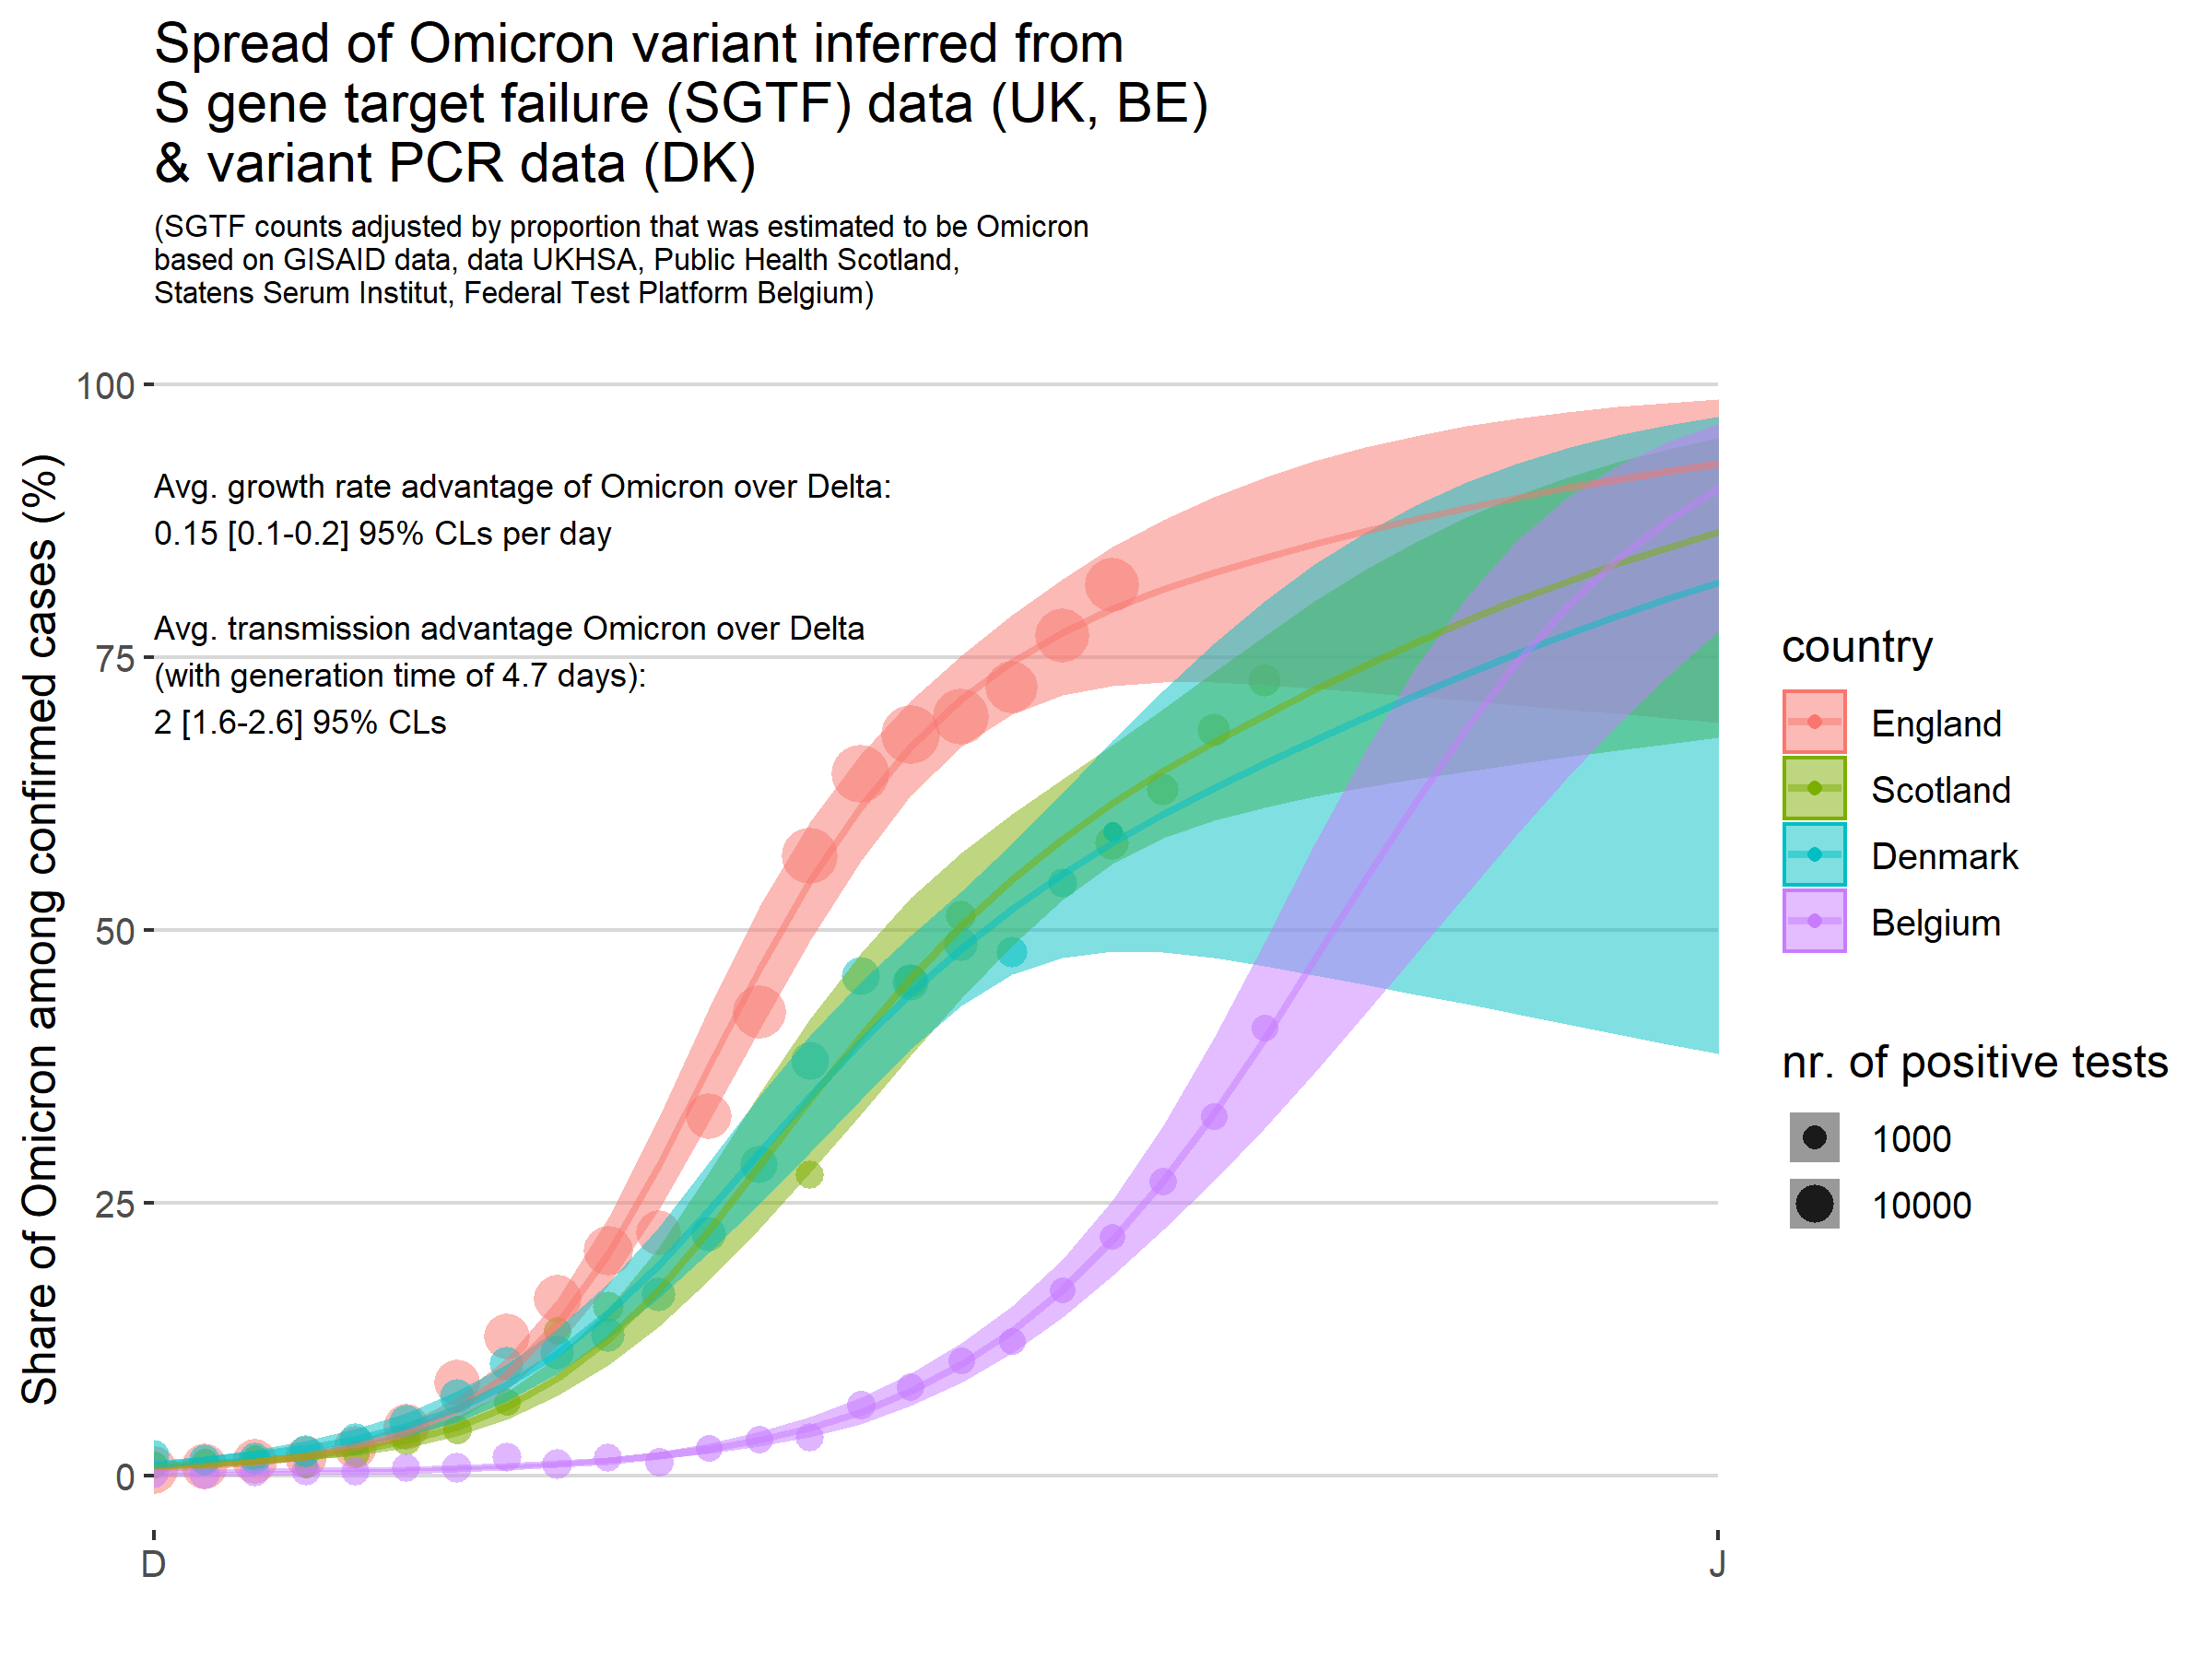 Spread of Omicron variant inferred from
S gene target failure (SGTF) data (UK, BE)
& variant PCR data (DK)
(SGTF counts adjusted by proportion that was estimated to be Omicron
based on GISAID data, data UKHSA, Public Health Scotland,
Statens Serum Institut, Federal Test Platform Belgium)
Share of Omicron among confirmed cases (%)
100
75
50
25
0
Avg. growth rate advantage of Omicron over Delta:
0.15 [0.1-0.2] 95% CLs per day
Avg. transmission advantage Omicron over Delta
(with generation time of 4.7 days):
2 [1.6-2.6] 95% CLs
D
J
country
England
Scotland
Denmark
Belgium
nr. of positive tests
1000
10000